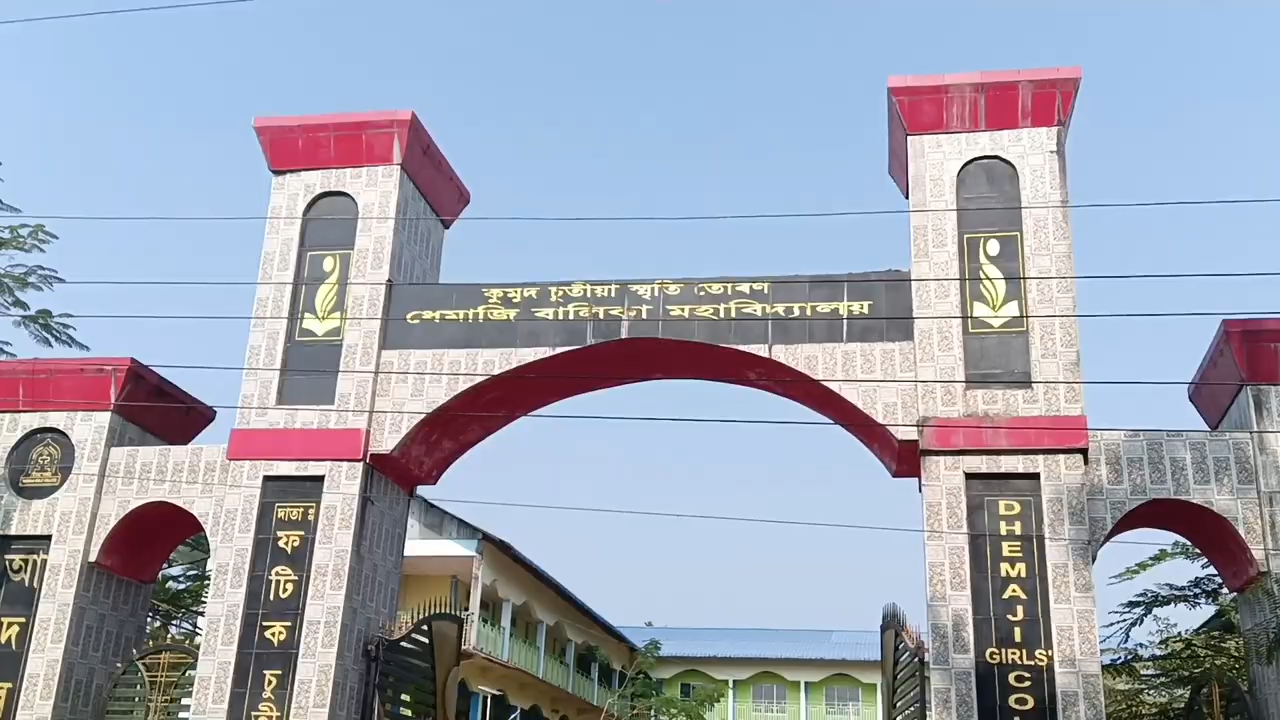 কুমুদ চুতীয়া স্মৃতি তোৰণ
ধেমাজি বালিকা মহাবিদ্যালয়
দাতা ঃ
ফ
টি
ক
চু
তী
আ
দ
DHEMAJI
GIRLS'
CO